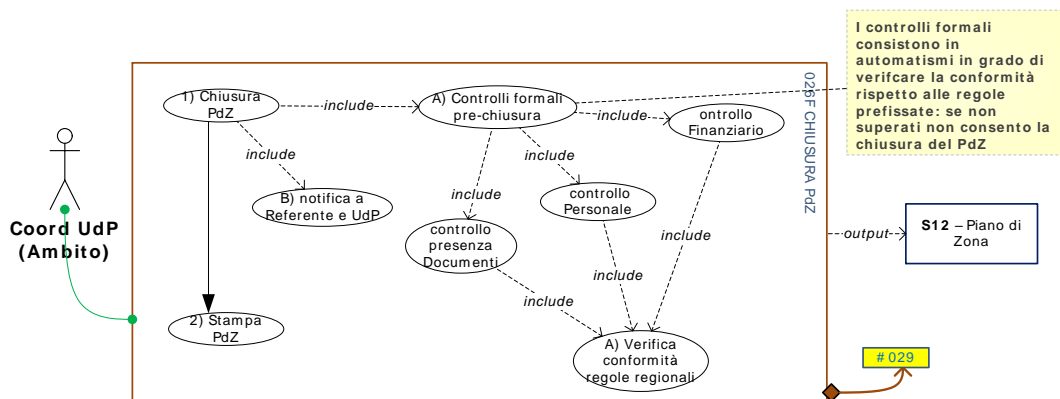 I controlli formali
consistono in
automatismi in grado di
verifcare la conformità
rispetto alle regole
prefissate: se non
superati non consento la
chiusura del PdZ
026F CHIUSURA PdZ
1) Chiusura
PdZ
include
A) Controlli formali
pre-chiusura
include
ontrollo
Finanziario
include
include
include
B) notifica a
Referente e UdP
controllo
Personale
Coord UdP
(Ambito)
controllo
presenza
Documenti
include
output
S12 – Piano di
Zona
include
include
2) Stampa
PdZ
A) Verifica
conformità
regole regionali
# 029